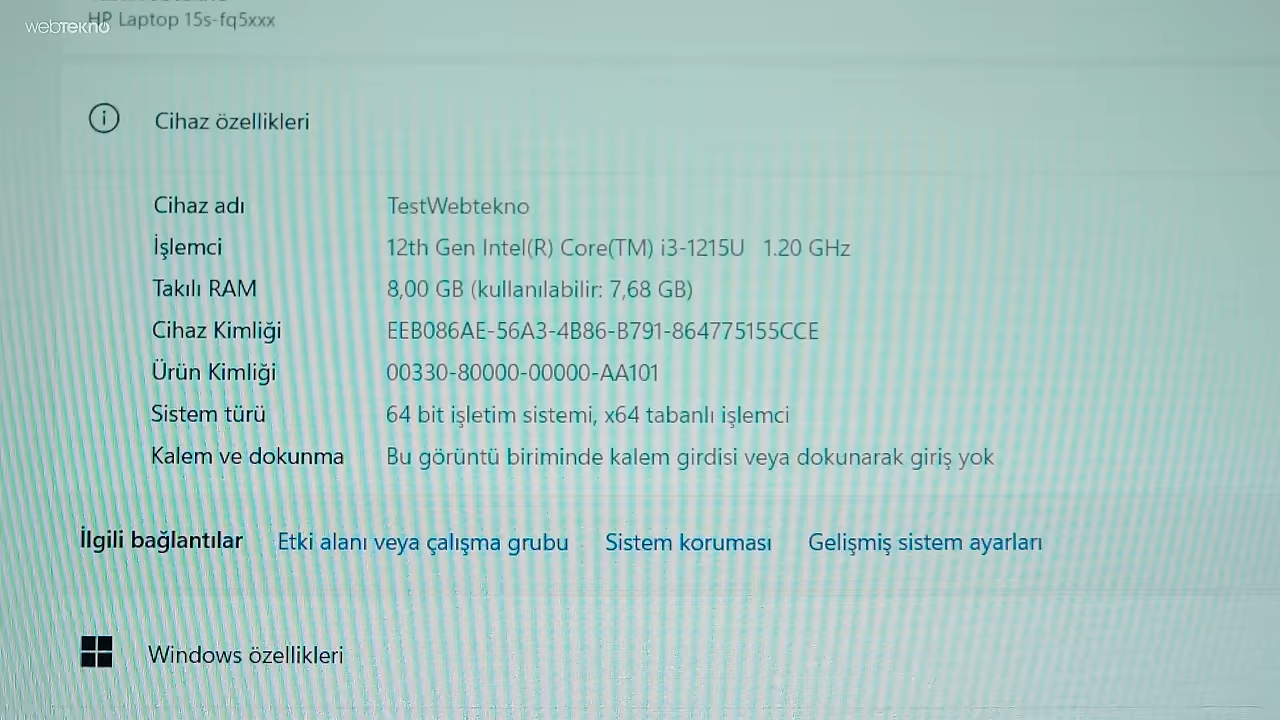 webtekno
HP Laptop 15s-fq5xxx
Cihaz özellikleri
Cihaz adı TestWebtekno
İşlemci 12th Gen Intel(R) Core(TM) i3-1215U 1.20 GHz
Takılı RAM 8,00 GB (kullanılabilir: 7,68 GB)
Cihaz Kimliği EEB086AE-56A3-4B86-B791-864775155CCE
Ürün Kimliği 00330-80000-00000-AA101
Sistem türü 64 bit işletim sistemi, x64 tabanlı işlemci
Kalem ve dokunma Bu görüntü biriminde kalem girdisi veya dokunarak giriş yok
İlgili bağlantılar Etki alanı veya çalışma grubu Sistem koruması Gelişmiş sistem ayarları
Windows özellikleri